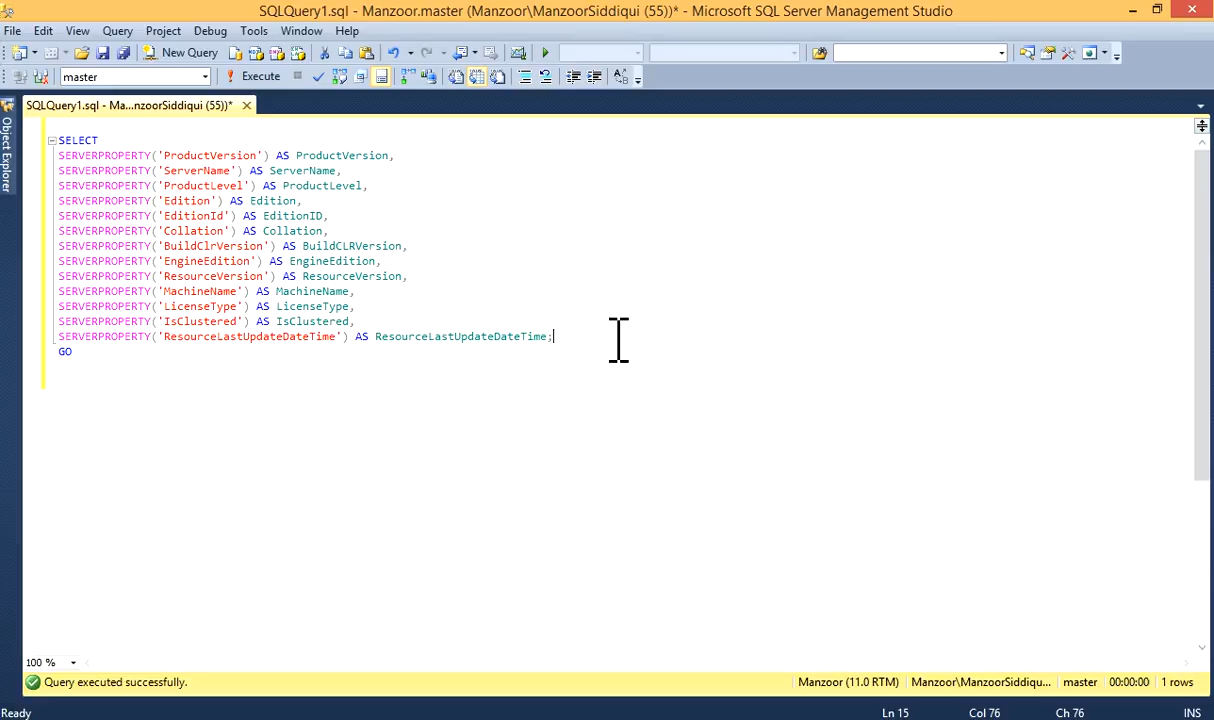 SQLQuery1.sql - Manzoor.master (Manzoor\ManzoorSiddiqui (55))* - Microsoft SQL Server Management Studio
File Edit View Query Project Debug Tools Window Help
New Query
master Execute
SQLQuery1.sql - Ma...nzoorSiddiqui (55))*
Object Explorer
SELECT
SERVERPROPERTY('ProductVersion') AS ProductVersion,
SERVERPROPERTY('ServerName') AS ServerName,
SERVERPROPERTY('ProductLevel') AS ProductLevel,
SERVERPROPERTY('Edition') AS Edition,
SERVERPROPERTY('EditionId') AS EditionID,
SERVERPROPERTY('Collation') AS Collation,
SERVERPROPERTY('BuildClrVersion') AS BuildCLRVersion,
SERVERPROPERTY('EngineEdition') AS EngineEdition,
SERVERPROPERTY('ResourceVersion') AS ResourceVersion,
SERVERPROPERTY('MachineName') AS MachineName,
SERVERPROPERTY('LicenseType') AS LicenseType,
SERVERPROPERTY('IsClustered') AS IsClustered,
SERVERPROPERTY('ResourceLastUpdateDateTime') AS ResourceLastUpdateDateTime;
GO
100 %
Query executed successfully. Manzoor (11.0 RTM) Manzoor\ManzoorSiddiqu... master 00:00:00 1 rows
Ready Ln 15 Col 76 Ch 76 INS